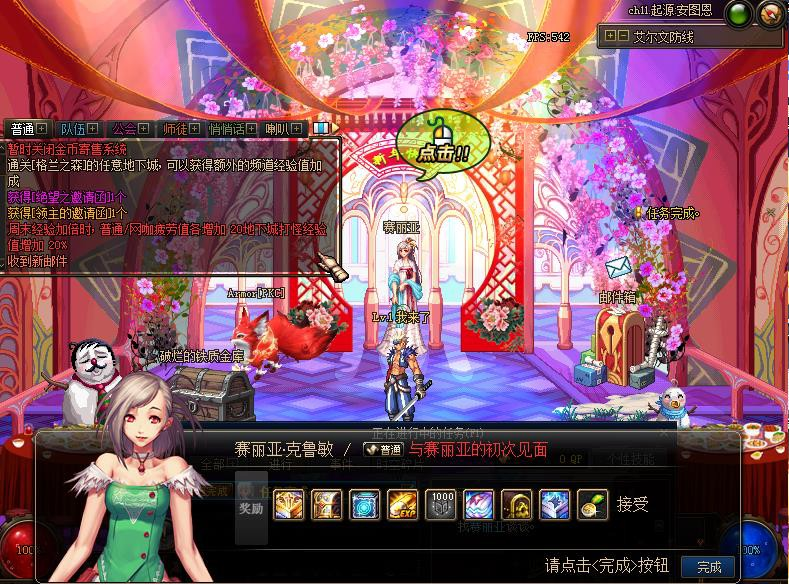 ch11.起源:安图恩
FPS:542
艾尔文防线
普通 队伍 公会 师徒 悄悄话 喇叭
暂时关闭金币寄售系统
通关[格兰之森]的任意地下城，可以获得额外的频道经验值加
成
获得[绝望之邀请函]1个
获得[领主的邀请函]1个
周末经验加倍时，普通/网咖疲劳值各增加 20地下城打怪经验
值增加 20%
收到新邮件
点击!!
任务完成。
赛丽亚
Armor[PKC]
邮件箱
Lv.1 我来了
破烂的铁质金库
正在进行中的任务(F1)
赛丽亚·克鲁敏 / 普通 与赛丽亚的初次见面
0 QP
个性技能
奖励
EXP
1000
接受
找赛丽亚谈谈。
100%
00%
请点击<完成>按钮
完成